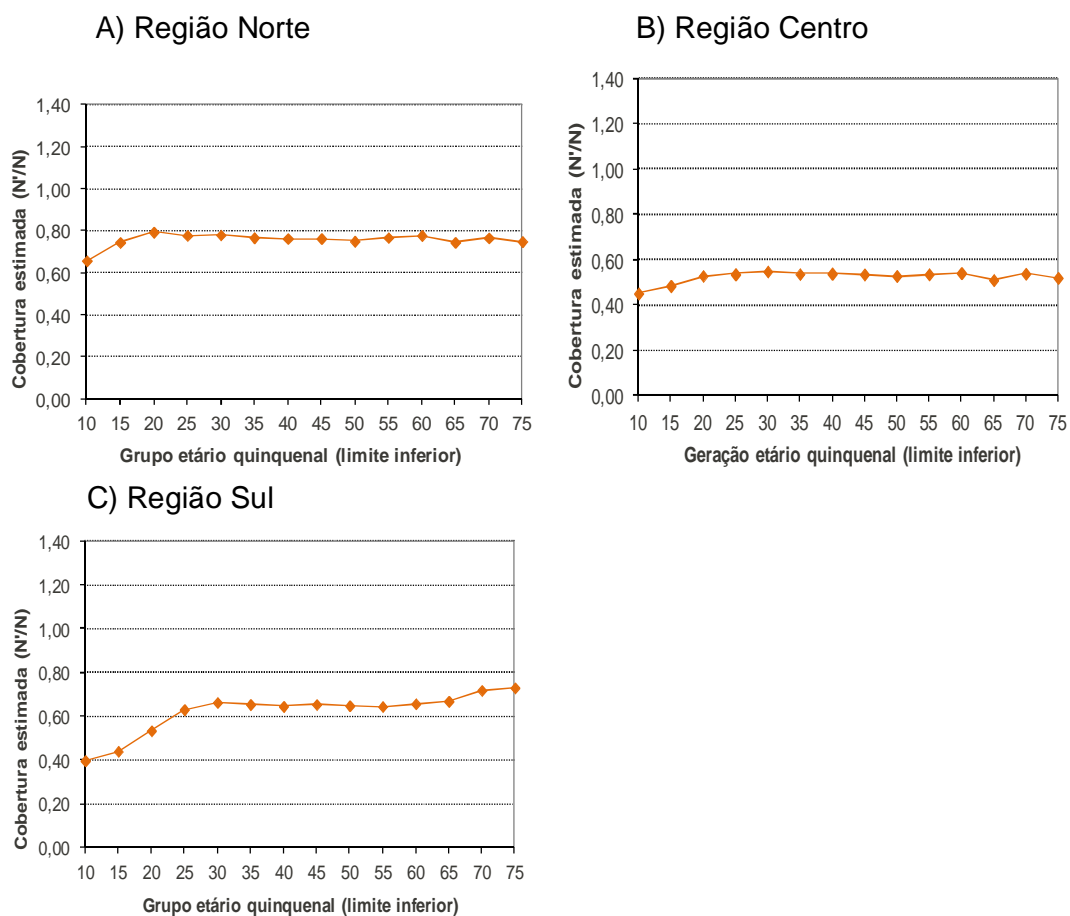 A) Região Norte
Cobertura estimada (N'/N)
1,40
1,20
1,00
0,80
0,60
0,40
0,20
0,00
10 15 20 25 30 35 40 45 50 55 60 65 70 75
Grupo etário quinquenal (limite inferior)
B) Região Centro
Cobertura estimada (N'/N)
1,40
1,20
1,00
0,80
0,60
0,40
0,20
0,00
10 15 20 25 30 35 40 45 50 55 60 65 70 75
Geração etário quinquenal (limite inferior)
C) Região Sul
Cobertura estimada (N'/N)
1,40
1,20
1,00
0,80
0,60
0,40
0,20
0,00
10 15 20 25 30 35 40 45 50 55 60 65 70 75
Grupo etário quinquenal (limite inferior)